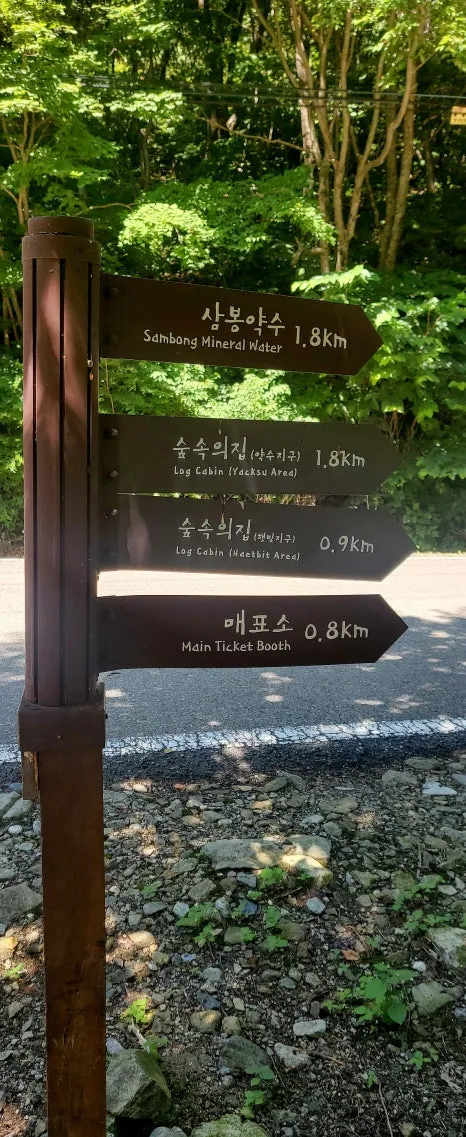 삼봉약수 1.8km
Sambong Mineral Water
숲속의집 (약수지구) 1.8km
Log Cabin (Yacksu Area)
숲속의집 (햇빛지구) 0.9km
Log Cabin (Haetbit Area)
매표소 0.8km
Main Ticket Booth